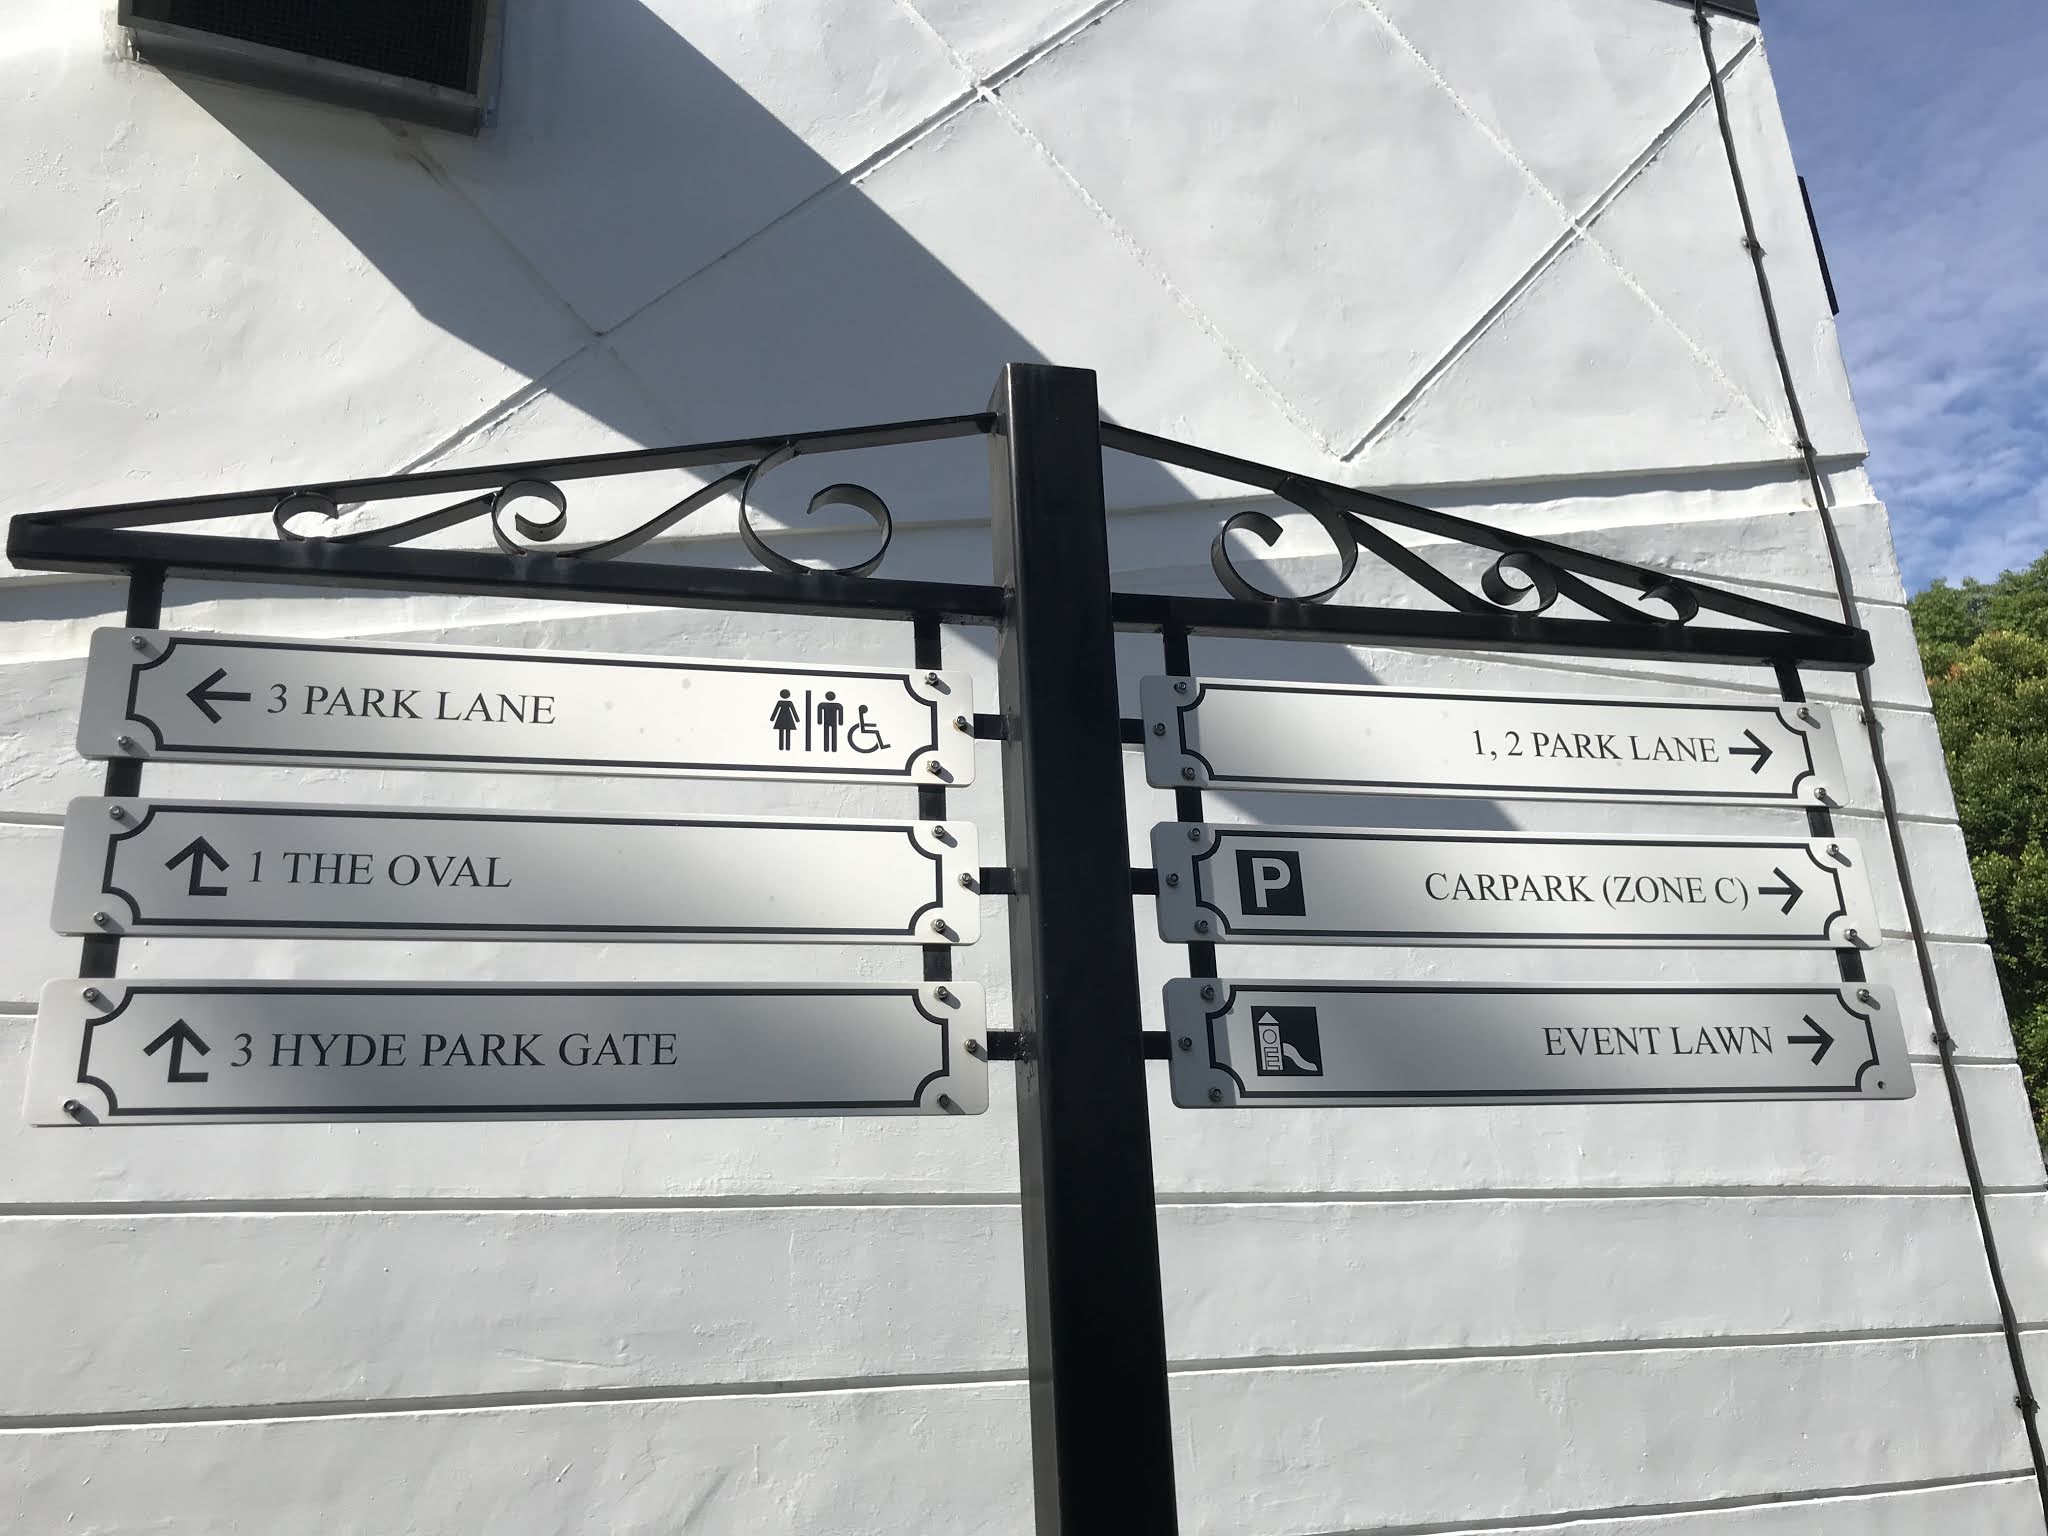 3 PARK LANE
1 THE OVAL
3 HYDE PARK GATE
1, 2 PARK LANE
P CARPARK (ZONE C)
EVENT LAWN